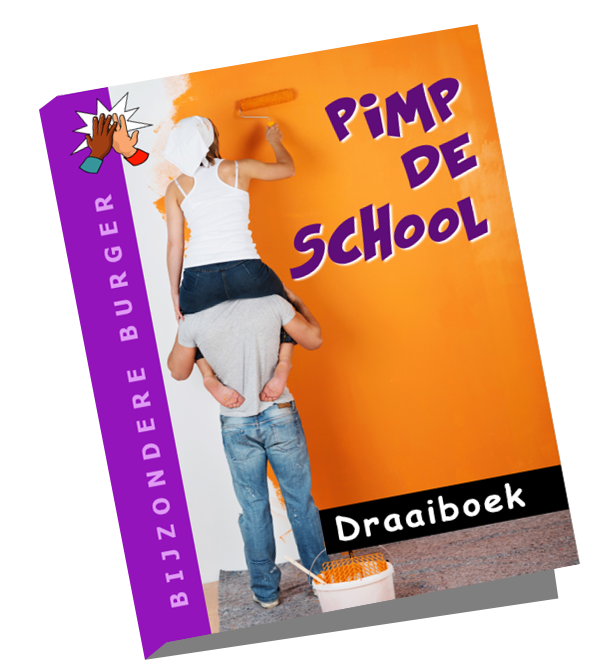 BIJZONDERE BURGER
PiMP
DE
SCHOOL
Draaiboek